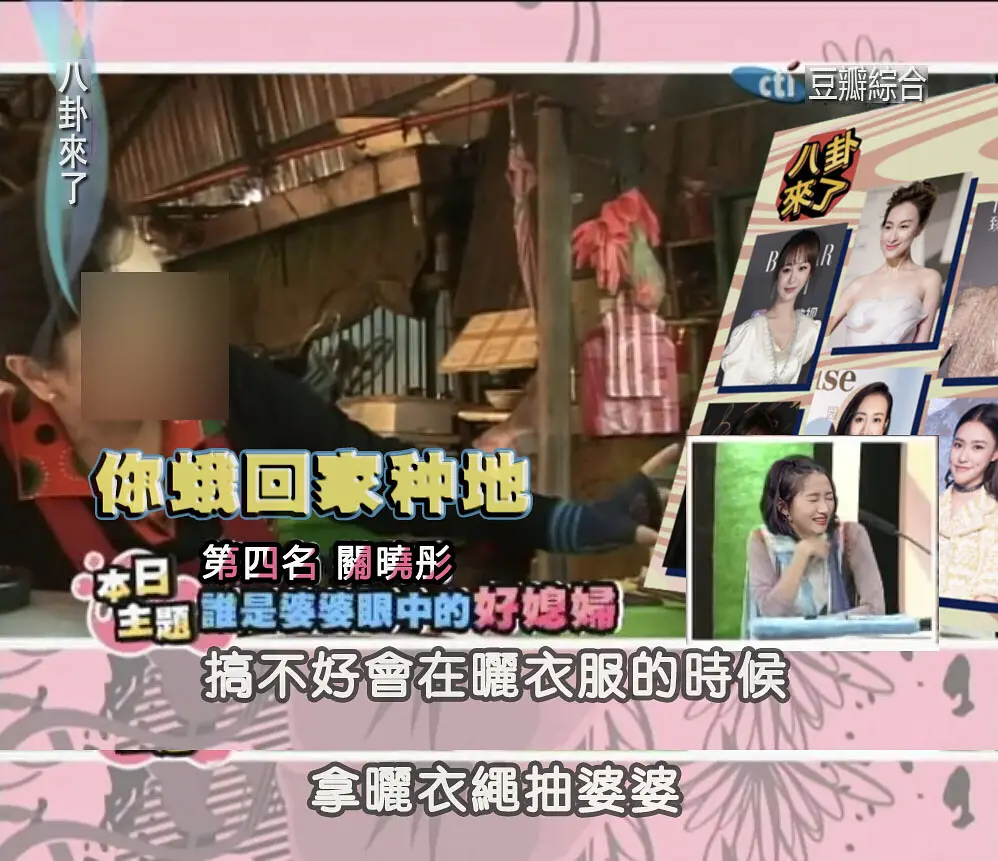 八卦來了
cti 豆瓣綜合
八卦
來了
你蛾回家种地
第四名 關曉彤
本日
主題
誰是婆婆眼中的好媳婦
搞不好會在曬衣服的時候
拿曬衣繩抽婆婆